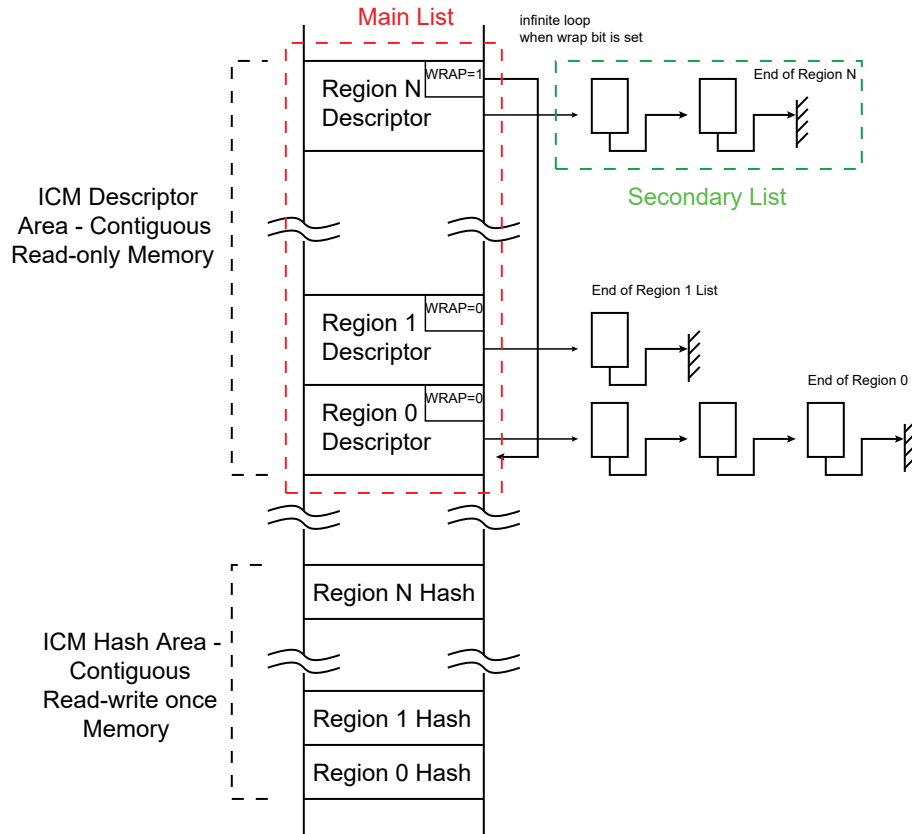 Main List
infinite loop
when wrap bit is set
WRAP=1
Region N
Descriptor
End of Region N
Secondary List
ICM Descriptor
Area - Contiguous
Read-only Memory
WRAP=0
Region 1
Descriptor
End of Region 1 List
WRAP=0
Region 0
Descriptor
End of Region 0
Region N Hash
ICM Hash Area -
Contiguous
Read-write once
Memory
Region 1 Hash
Region 0 Hash